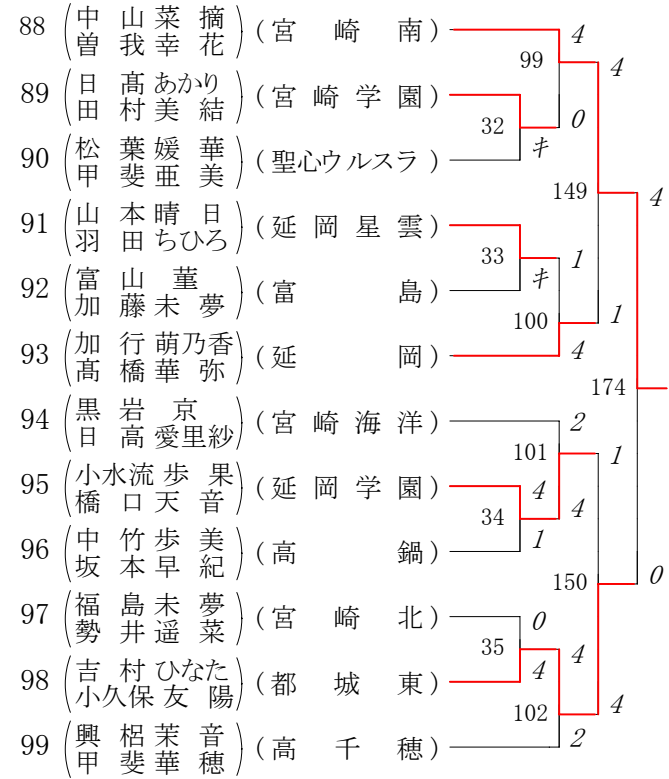 88 中山菜摘 曽我幸花 (宮崎南)
89 日髙あかり 田村美結 (宮崎学園)
90 松葉媛華 甲斐亜美 (聖心ウルスラ)
91 山本晴日 羽田ちひろ (延岡星雲)
92 富山菫 加藤未夢 (富島)
93 加行萌乃香 髙橋華弥 (延岡)
94 黒岩京 日高愛里紗 (宮崎海洋)
95 小水流歩果 橋口天音 (延岡学園)
96 中竹歩美 坂本早紀 (高鍋)
97 福島未夢 勢井遥菜 (宮崎北)
98 吉村ひなた 小久保友陽 (都城東)
99 興梠茉音 甲斐華穂 (高千穂)
4
99
4
0
32
キ
149
4
1
33
キ
100
1
4
174
2
101
1
4
34
4
1
150
0
0
35
4
4
102
4
2